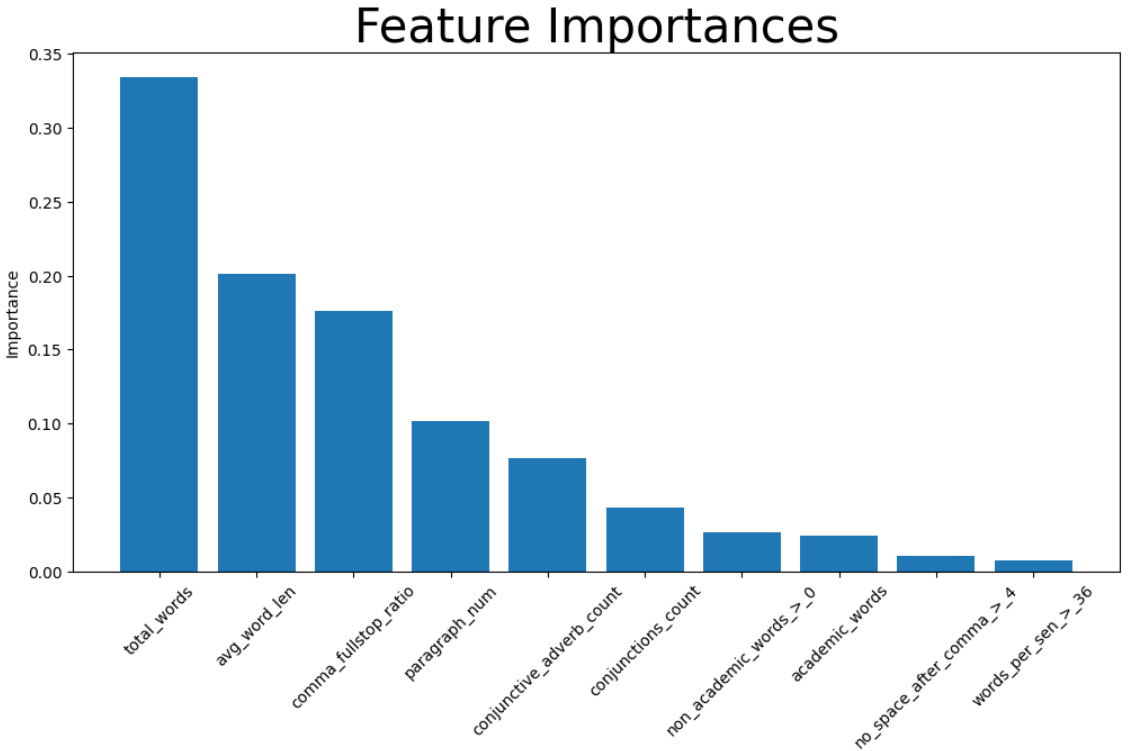 Feature Importances
Importance
0.35
0.30
0.25
0.20
0.15
0.10
0.05
0.00
total_words
avg_word_len
comma_fullstop_ratio
paragraph_num
conjunctive_adverb_count
conjunctions_count
non_academic_words_>_0
academic_words
no_space_after_comma_>_4
words_per_sen_>_36